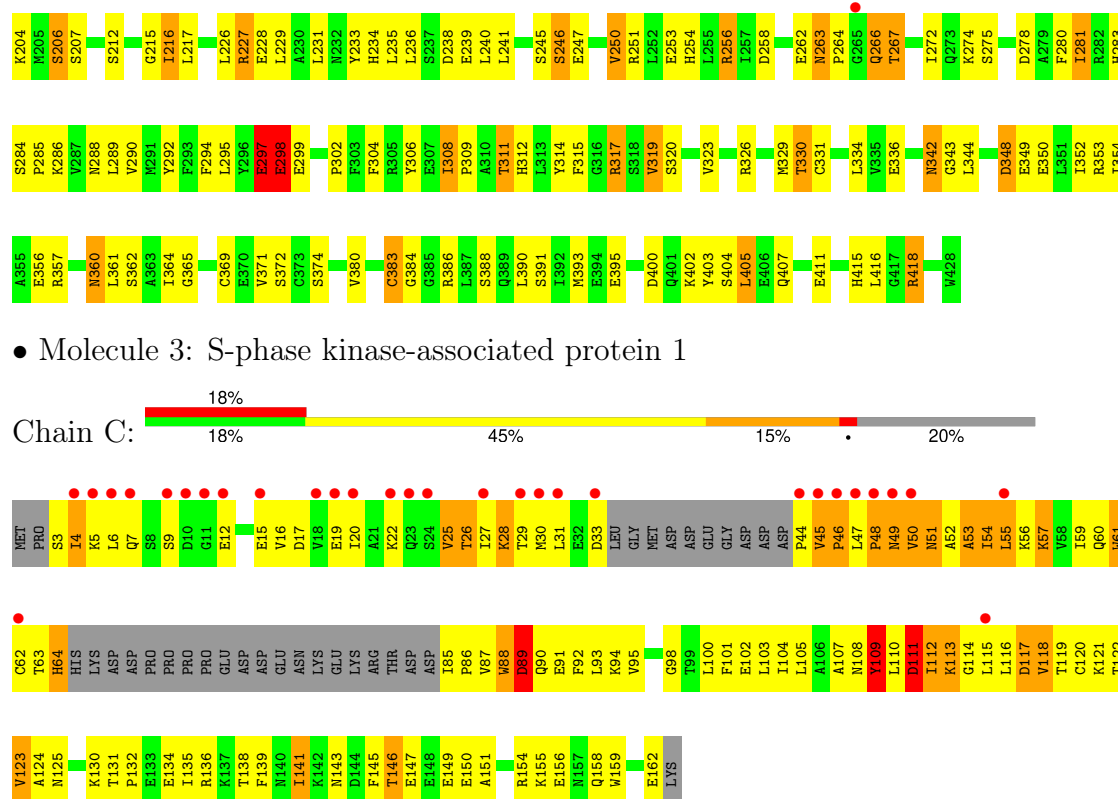 K204 M205 S206 S207 S212 G215 I216 L217 L226 R227 E228 L229 A230 L231 N232 Y233 H234 L235 L236 S237 D238 E239 L240 L241 S245 S246 E247 V250 R251 L252 E253 H254 L255 R256 I257 D258 E262 N263 P264 G265 Q266 T267 I272 Q273 K274 S275 D278 A279 F280 I281 R282 H283
S284 P285 K286 V287 N288 L289 V290 M291 Y292 F293 F294 L295 Y296 E297 E298 E299 P302 F303 F304 R305 Y306 E307 I308 P309 A310 T311 H312 L313 Y314 F315 G316 R317 S318 V319 S320 V323 R326 M329 T330 C331 L334 V335 E336 N342 G343 L344 D348 E349 E350 L351 I352 R353 I354
A355 E356 R357 N360 L361 S362 A363 I364 G365 C369 E370 V371 S372 C373 S374 V380 C383 G384 G385 R386 L387 S388 Q389 L390 S391 I392 M393 E394 E395 D400 Q401 K402 Y403 S404 L405 E406 Q407 E411 H415 L416 G417 R418 W428
• Molecule 3: S-phase kinase-associated protein 1
18%
Chain C: 18% 45% 15% • 20%
MET PRO S3 I4 K5 L6 Q7 S8 S9 D10 G11 E12 E15 V16 D17 V18 E19 I20 A21 K22 Q23 S24 V25 T26 I27 K28 T29 M30 L31 E32 D33 LEU GLY MET ASP ASP GLU GLY ASP ASP ASP P44 V45 P46 L47 P48 N49 V50 N51 A52 A53 I54 L55 K56 K57 V58 I59 Q60 W61
C62 T63 H64 HIS LYS ASP ASP PRO PRO PRO PRO GLU ASP ASP GLU ASN LYS GLU LYS ARG THR ASP ASP I85 P86 V87 W88 D89 Q90 E91 F92 L93 K94 V95 G98 T99 L100 F101 E102 L103 I104 L105 A106 A107 N108 Y109 L110 D111 I112 K113 G114 L115 L116 D117 V118 T119 C120 K121 T122
V123 A124 N125 K130 T131 P132 E133 E134 I135 R136 K137 T138 F139 N140 I141 K142 N143 D144 F145 T146 E147 E148 E149 E150 A151 R154 K155 E156 N157 Q158 W159 E162 LYS